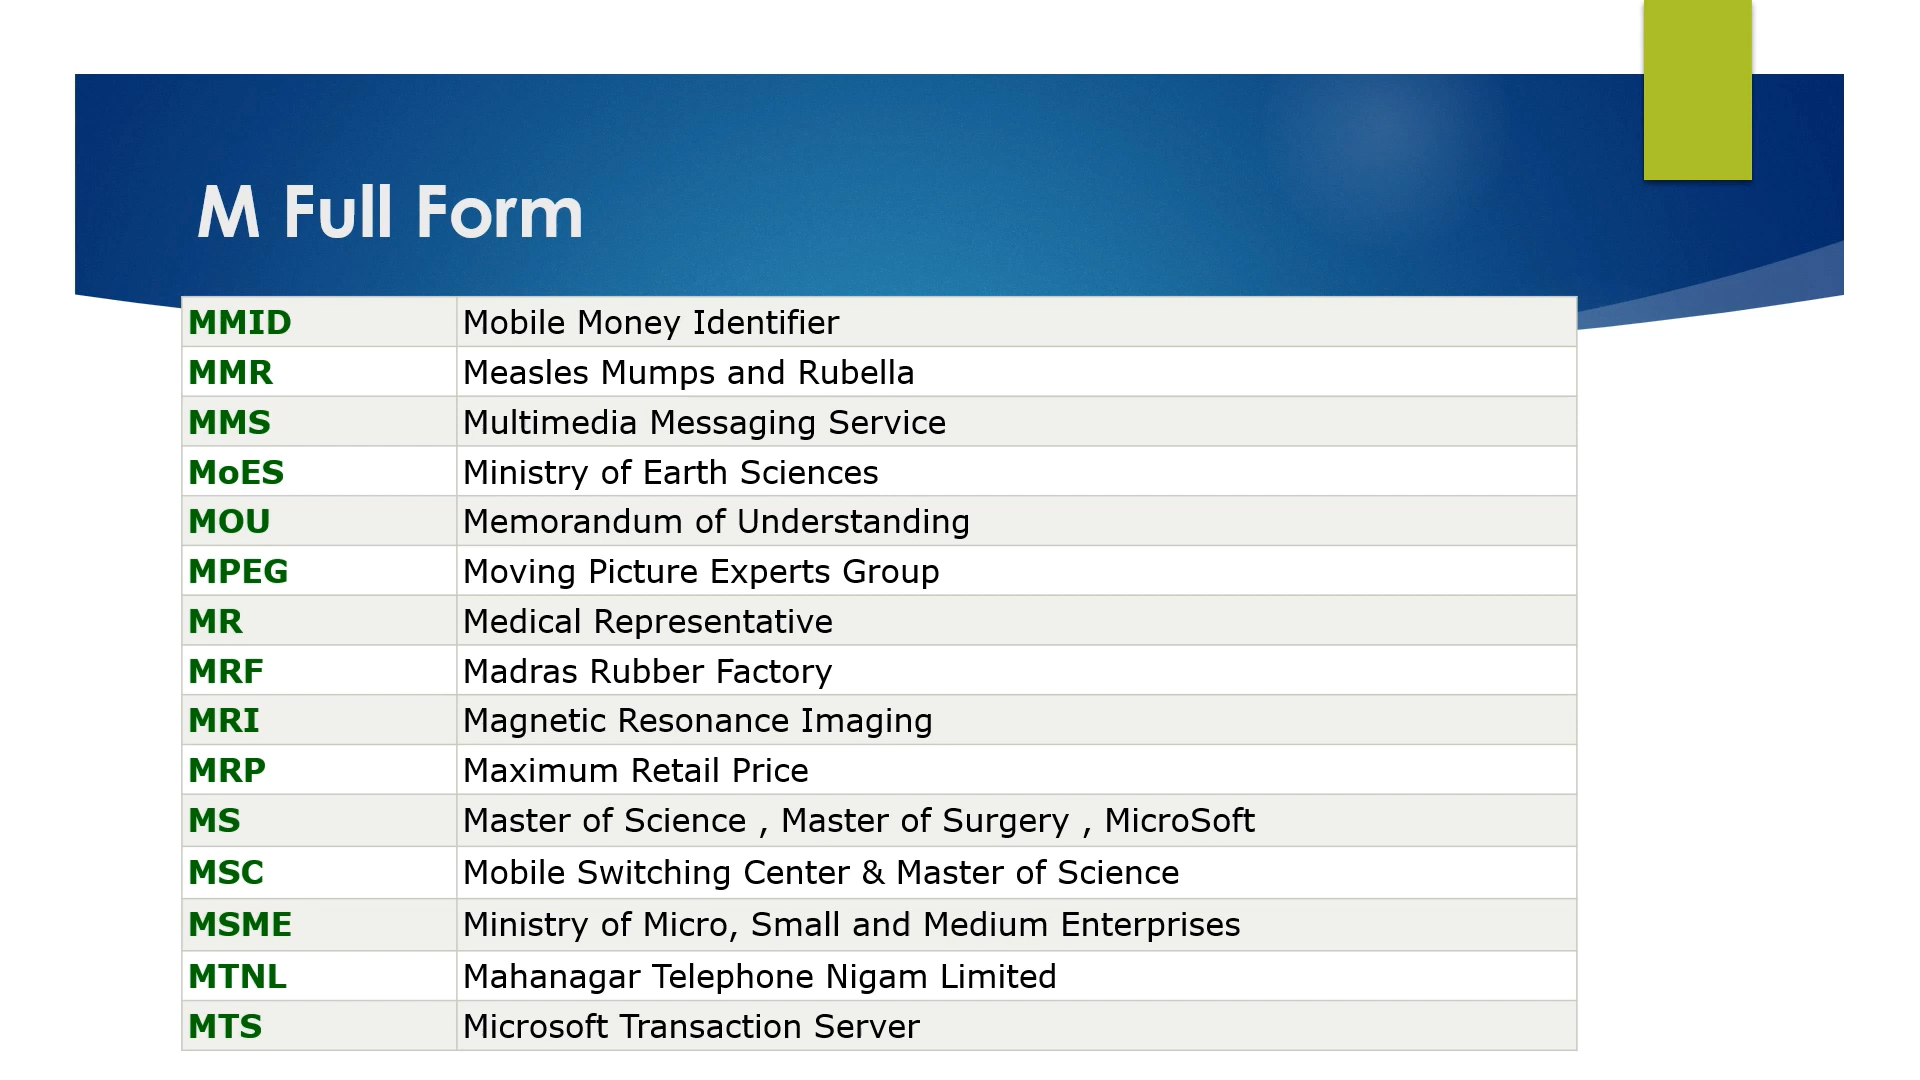 M Full Form
MMID Mobile Money Identifier
MMR Measles Mumps and Rubella
MMS Multimedia Messaging Service
MoES Ministry of Earth Sciences
MOU Memorandum of Understanding
MPEG Moving Picture Experts Group
MR Medical Representative
MRF Madras Rubber Factory
MRI Magnetic Resonance Imaging
MRP Maximum Retail Price
MS Master of Science , Master of Surgery , MicroSoft
MSC Mobile Switching Center & Master of Science
MSME Ministry of Micro, Small and Medium Enterprises
MTNL Mahanagar Telephone Nigam Limited
MTS Microsoft Transaction Server